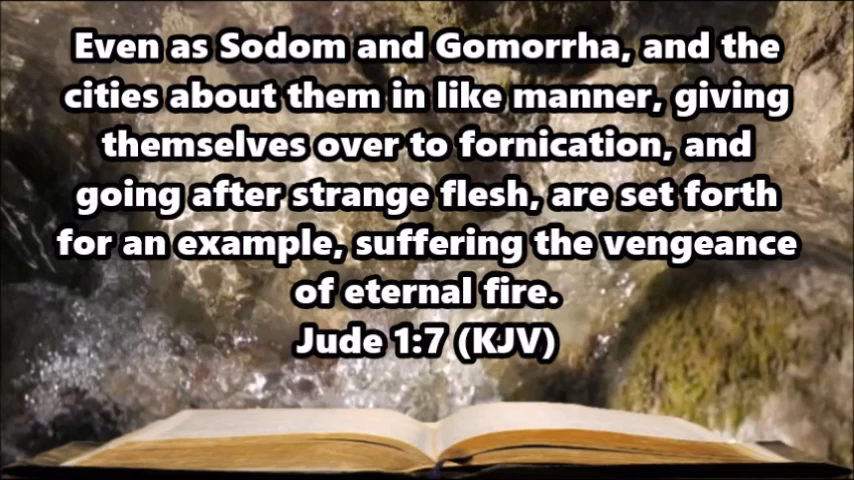 Even as Sodom and Gomorrha, and the
cities about them in like manner, giving
themselves over to fornication, and
going after strange flesh, are set forth
for an example, suffering the vengeance
of eternal fire.
Jude 1:7 (KJV)